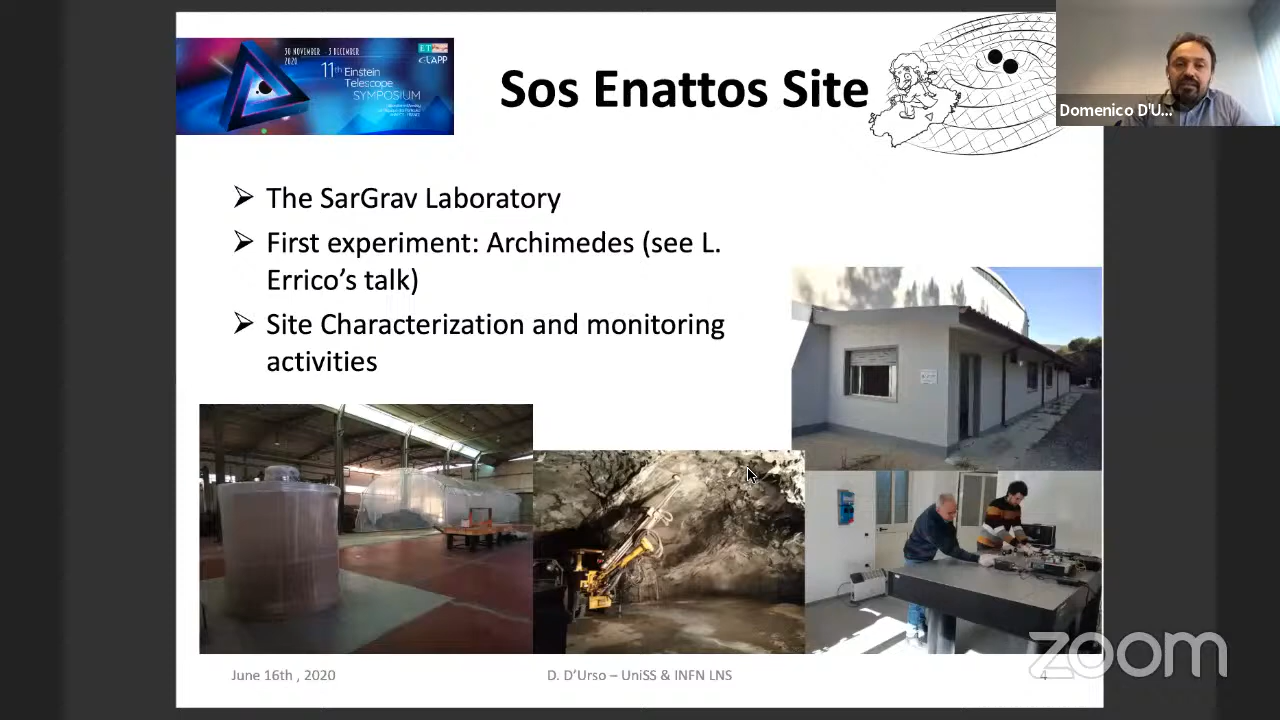 30 NOVEMBER - 3 DECEMBER
2020
11th Einstein
Telescope
SYMPOSIUM
ET
LAPP
Sos Enattos Site
Domenico D'U...
➢ The SarGrav Laboratory
➢ First experiment: Archimedes (see L.
Errico's talk)
➢ Site Characterization and monitoring
activities
June 16th , 2020
D. D'Urso – UniSS & INFN LNS
4
zoom